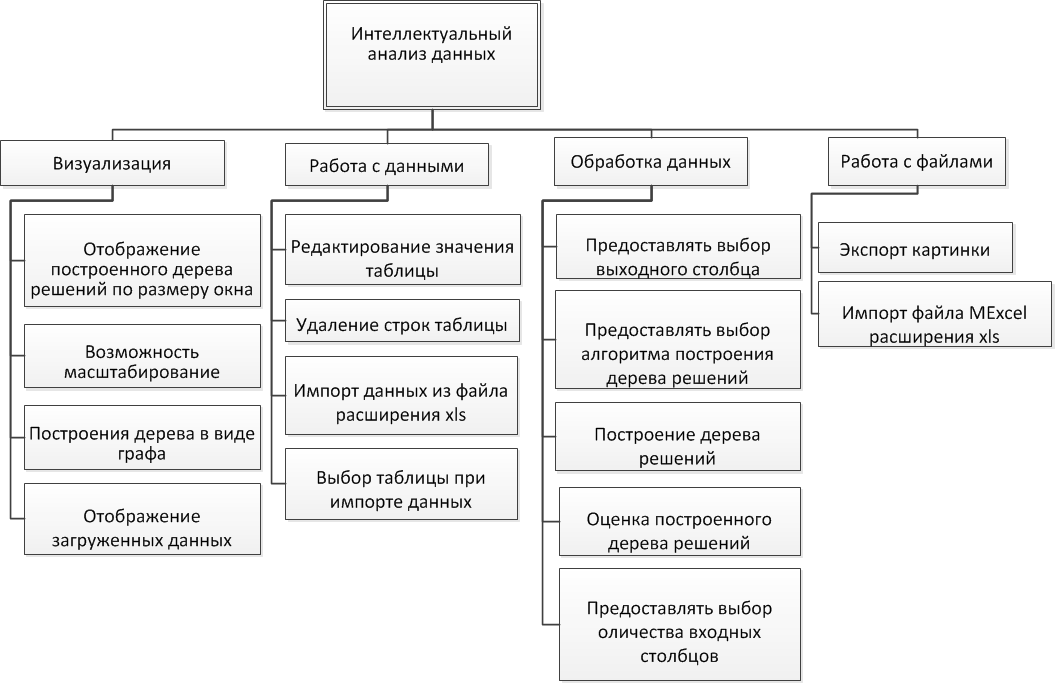 Интеллектуальный
анализ данных
Визуализация
Отображение
построенного дерева
решений по размеру окна
Возможность
масштабирование
Построения дерева в виде
графа
Отображение
загруженных данных
Работа с данными
Редактирование значения
таблицы
Удаление строк таблицы
Импорт данных из файла
расширения xls
Выбор таблицы при
импорте данных
Обработка данных
Предоставлять выбор
выходного столбца
Предоставлять выбор
алгоритма построения
дерева решений
Построение дерева
решений
Оценка построенного
дерева решений
Предоставлять выбор
оличества входных
столбцов
Работа с файлами
Экспорт картинки
Импорт файла MExcel
расширения xls